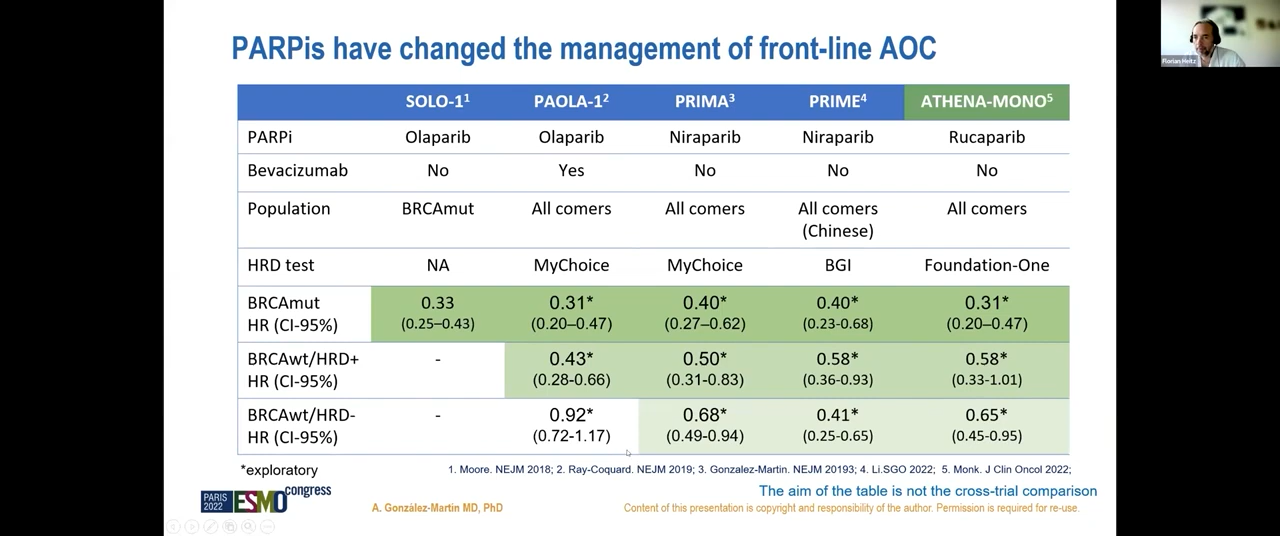 PARPis have changed the management of front-line AOC
Florian Heitz
SOLO-1¹ PAOLA-1² PRIMA³ PRIME⁴ ATHENA-MONO⁵
PARPi Olaparib Olaparib Niraparib Niraparib Rucaparib
Bevacizumab No Yes No No No
Population BRCAmut All comers All comers All comers All comers
(Chinese)
HRD test NA MyChoice MyChoice BGI Foundation-One
BRCAmut 0.33 0.31* 0.40* 0.40* 0.31*
HR (CI-95%) (0.25–0.43) (0.20–0.47) (0.27–0.62) (0.23-0.68) (0.20–0.47)
BRCAwt/HRD+ - 0.43* 0.50* 0.58* 0.58*
HR (CI-95%) (0.28-0.66) (0.31-0.83) (0.36-0.93) (0.33-1.01)
BRCAwt/HRD- - 0.92* 0.68* 0.41* 0.65*
HR (CI-95%) (0.72-1.17) (0.49-0.94) (0.25-0.65) (0.45-0.95)
*exploratory
1. Moore. NEJM 2018; 2. Ray-Coquard. NEJM 2019; 3. Gonzalez-Martin. NEJM 20193; 4. Li.SGO 2022; 5. Monk. J Clin Oncol 2022;
The aim of the table is not the cross-trial comparison
PARIS
2022
ESMO congress
A. González-Martín MD, PhD
Content of this presentation is copyright and responsibility of the author. Permission is required for re-use.